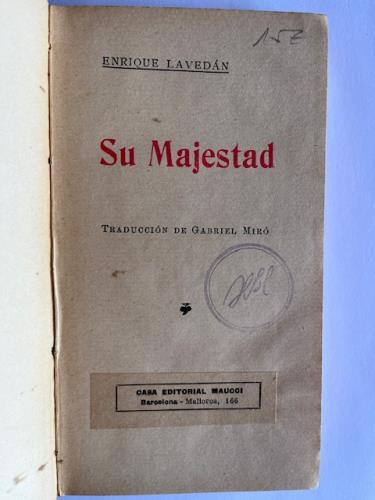 ENRIQUE LAVEDÁN
Su Majestad
TRADUCCIÓN DE GABRIEL MIRÓ
CASA EDITORIAL MAUCCI
Barcelona - Mallorca, 166